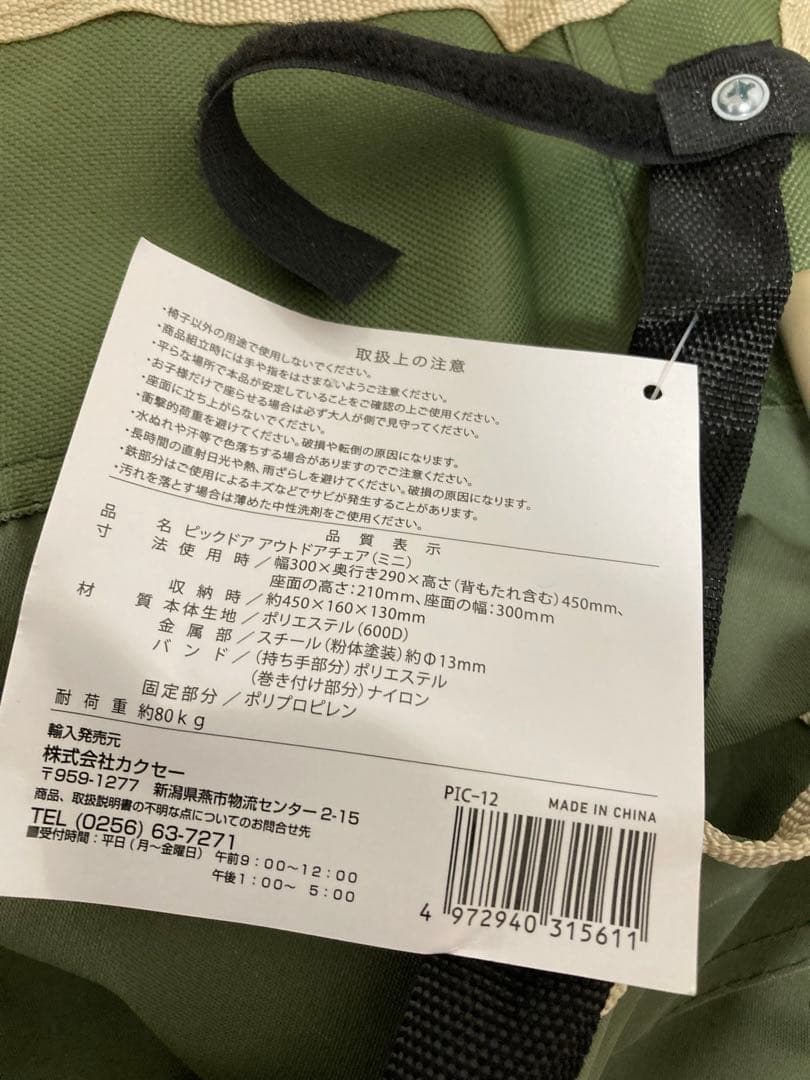 取扱上の注意
・椅子以外の用途で使用しないでください。
・商品組立時には手や指をはさまないようご注意ください。
・平らな場所で本品が安定していることをご確認の上ご使用ください。
・お子様だけで座らせる場合は必ず大人が側で見守ってください。
・座面に立ち上がらないでください。
・衝撃的荷重を避けてください。破損や転倒の原因になります。
・水ぬれや汗等で色落ちする場合がありますのでご注意ください。
・長時間の直射日光や熱、雨ざらしを避けてください。破損の原因になります。
・鉄部分はご使用によるキズなどでサビが発生することがあります。
・汚れを落とす場合は薄めた中性洗剤をご使用ください。
品質表示
品名 ピックドア アウトドアチェア(ミニ)
寸法 使用時/幅300×奥行き290×高さ(背もたれ含む)450mm、
座面の高さ:210mm、座面の幅:300mm
収納時/約450×160×130mm
材質 本体生地/ポリエステル(600D)
金属部/スチール(粉体塗装)約Φ13mm
バンド/(持ち手部分)ポリエステル
(巻き付け部分)ナイロン
固定部分/ポリプロピレン
耐荷重 約80kg
輸入発売元
株式会社カクセー
〒959-1277 新潟県燕市物流センター2-15
商品、取扱説明書の不明な点についてのお問合せ先
TEL (0256) 63-7271
■受付時間:平日(月~金曜日) 午前9:00~12:00
午後1:00~ 5:00
PIC-12 MADE IN CHINA
4 972940 315611